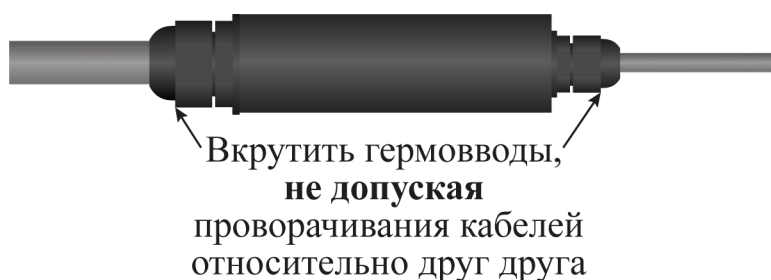 Вкрутить гермовводы,
не допуская
проворачивания кабелей
относительно друг друга